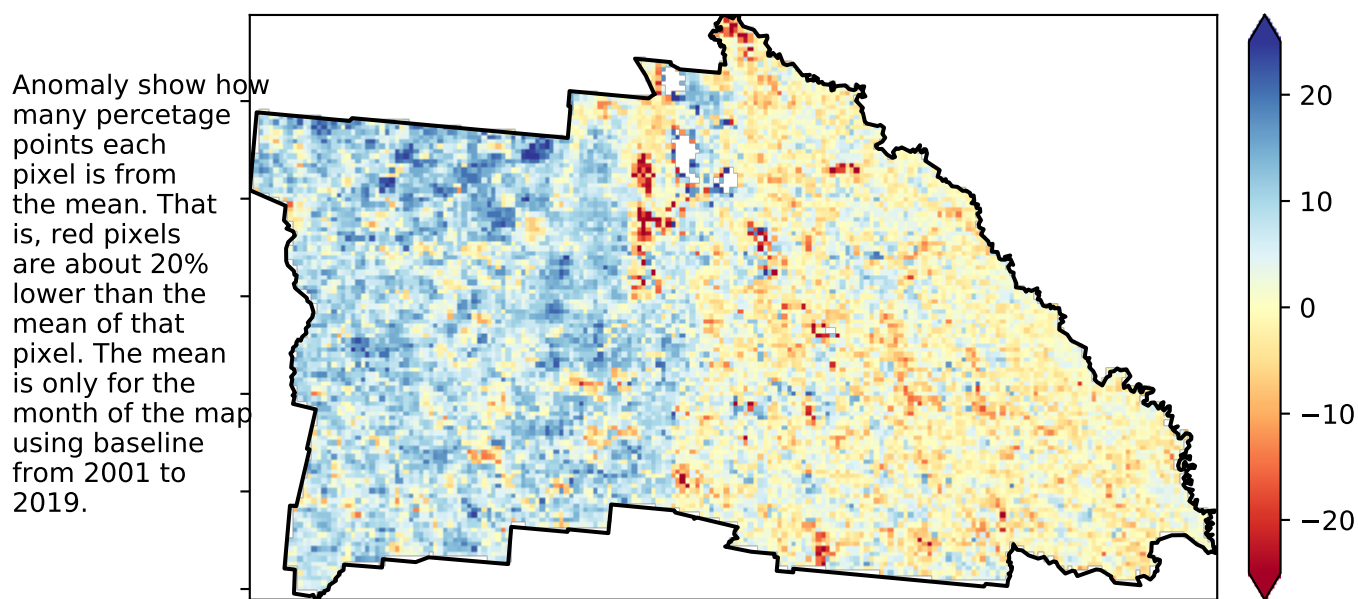 Anomaly show how
many percetage
points each
pixel is from
the mean. That
is, red pixels
are about 20%
lower than the
mean of that
pixel. The mean
is only for the
month of the map
using baseline
from 2001 to
2019.
20
10
0
−10
−20